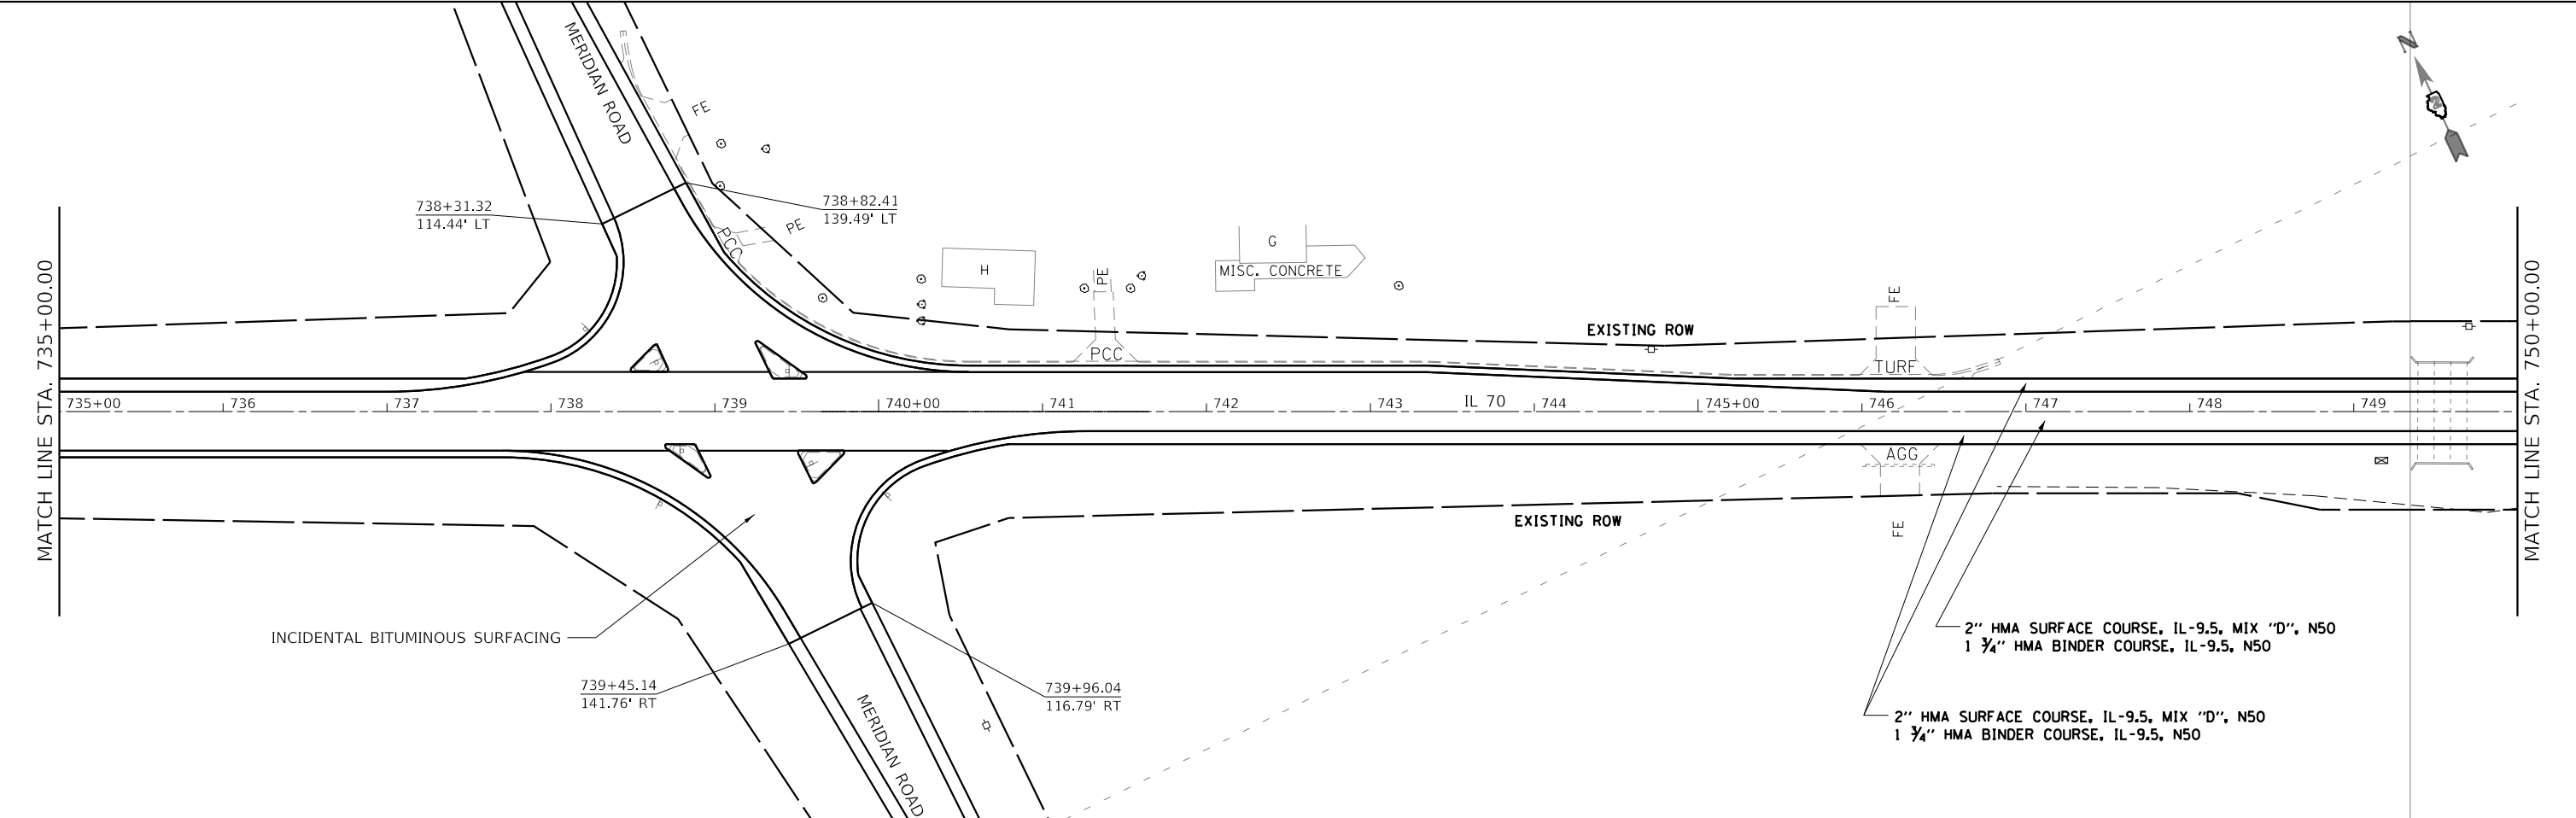 N
2
MERIDIAN ROAD
E
FE
738+31.32
114.44' LT
738+82.41
139.49' LT
PCC
PE
H
PE
G
MISC. CONCRETE
FE
EXISTING ROW
PCC
TURF
P
P
P
MATCH LINE STA. 735+00.00
735+00
736
737
738
739
740+00
741
742
743
IL 70
744
745+00
746
747
748
749
MATCH LINE STA. 750+00.00
P
P
P
P
AGG
EXISTING ROW
FE
INCIDENTAL BITUMINOUS SURFACING
2" HMA SURFACE COURSE, IL-9.5, MIX "D", N50
1 ¾" HMA BINDER COURSE, IL-9.5, N50
739+45.14
141.76' RT
739+96.04
116.79' RT
MERIDIAN ROAD
2" HMA SURFACE COURSE, IL-9.5, MIX "D", N50
1 ¾" HMA BINDER COURSE, IL-9.5, N50